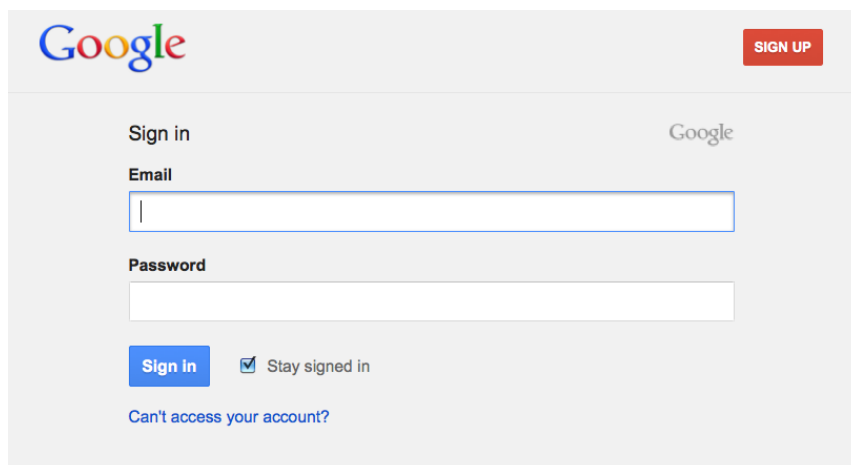 Google
SIGN UP
Sign in
Google
Email
Password
Sign in
Stay signed in
Can't access your account?